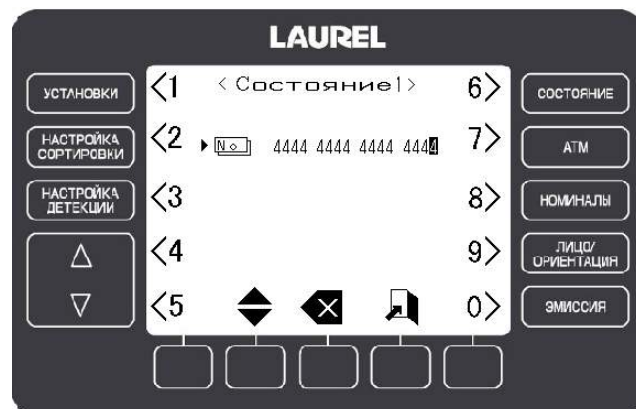 LAUREL
УСТАНОВКИ
НАСТРОЙКА
СОРТИРОВКИ
НАСТРОЙКА
ДЕТЕКЦИИ
<1 <Состояние1> 6>
<2 No 4444 4444 4444 4444 7>
<3 8>
<4 9>
<5 0>
СОСТОЯНИЕ
ATM
НОМИНАЛЫ
ЛИЦО/
ОРИЕНТАЦИЯ
ЭМИССИЯ